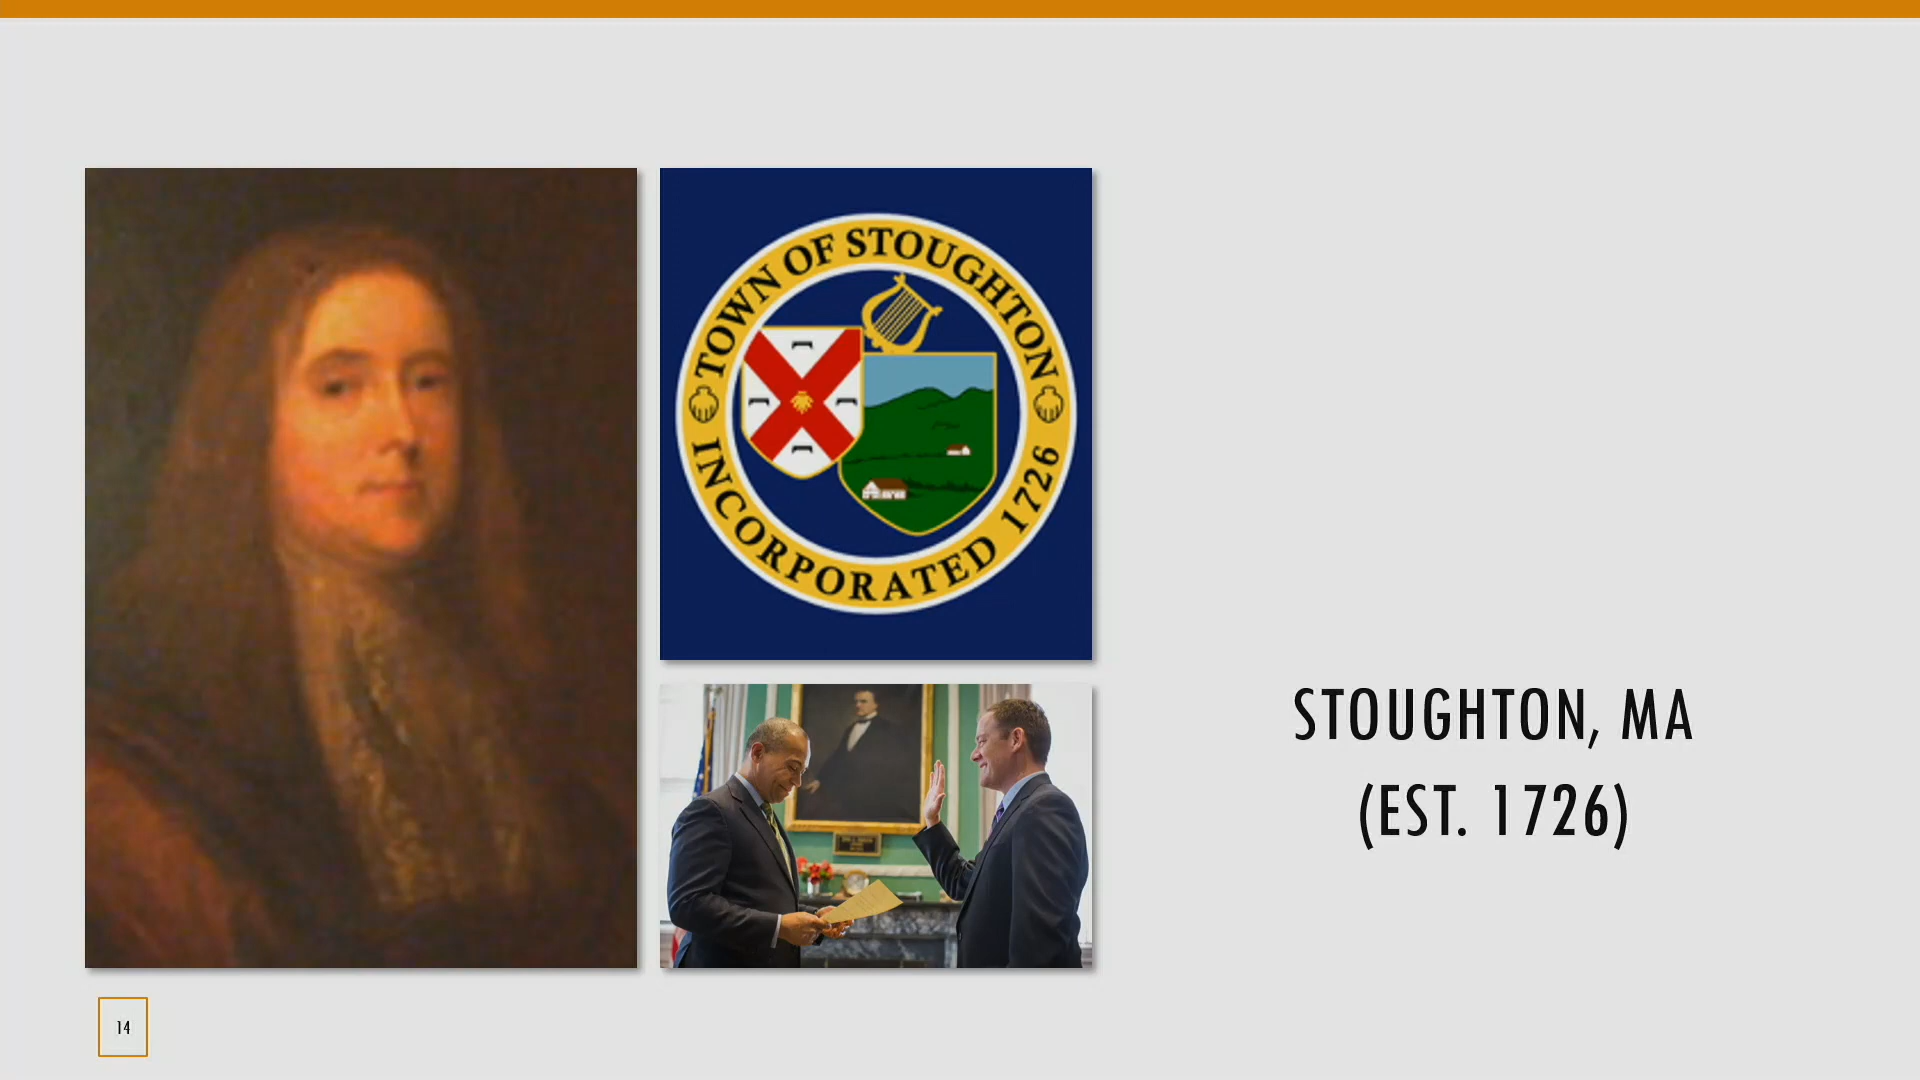 TOWN OF STOUGHTON
INCORPORATED 1726
STOUGHTON, MA
(EST. 1726)
14